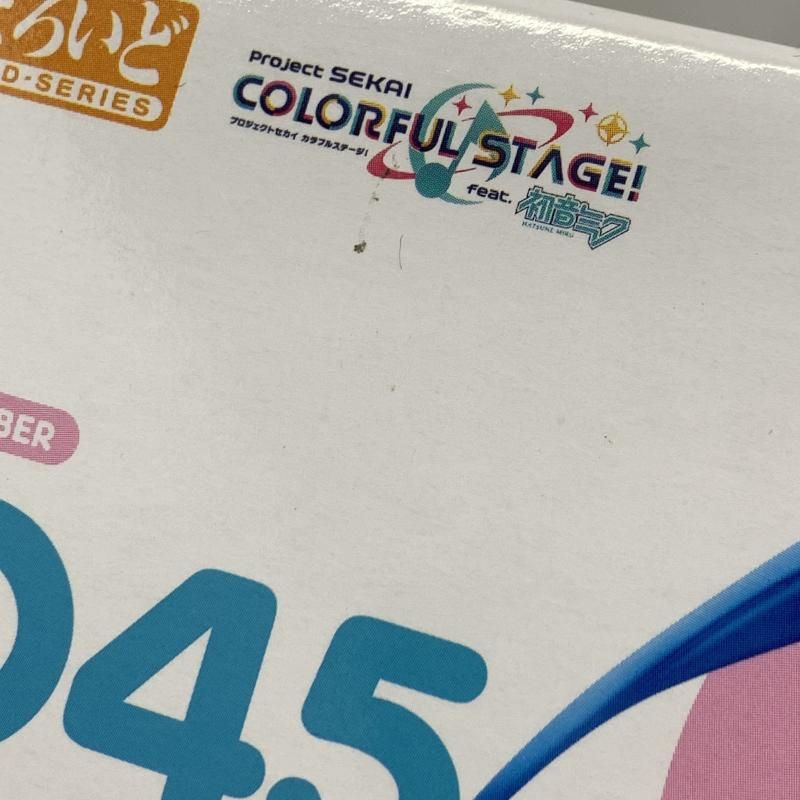 ろいど
D-SERIES
Project SEKAI
COLORFUL STAGE!
プロジェクトセカイ カラフルステージ!
feat. 初音ミク
HATSUNE MIKU
BER
045